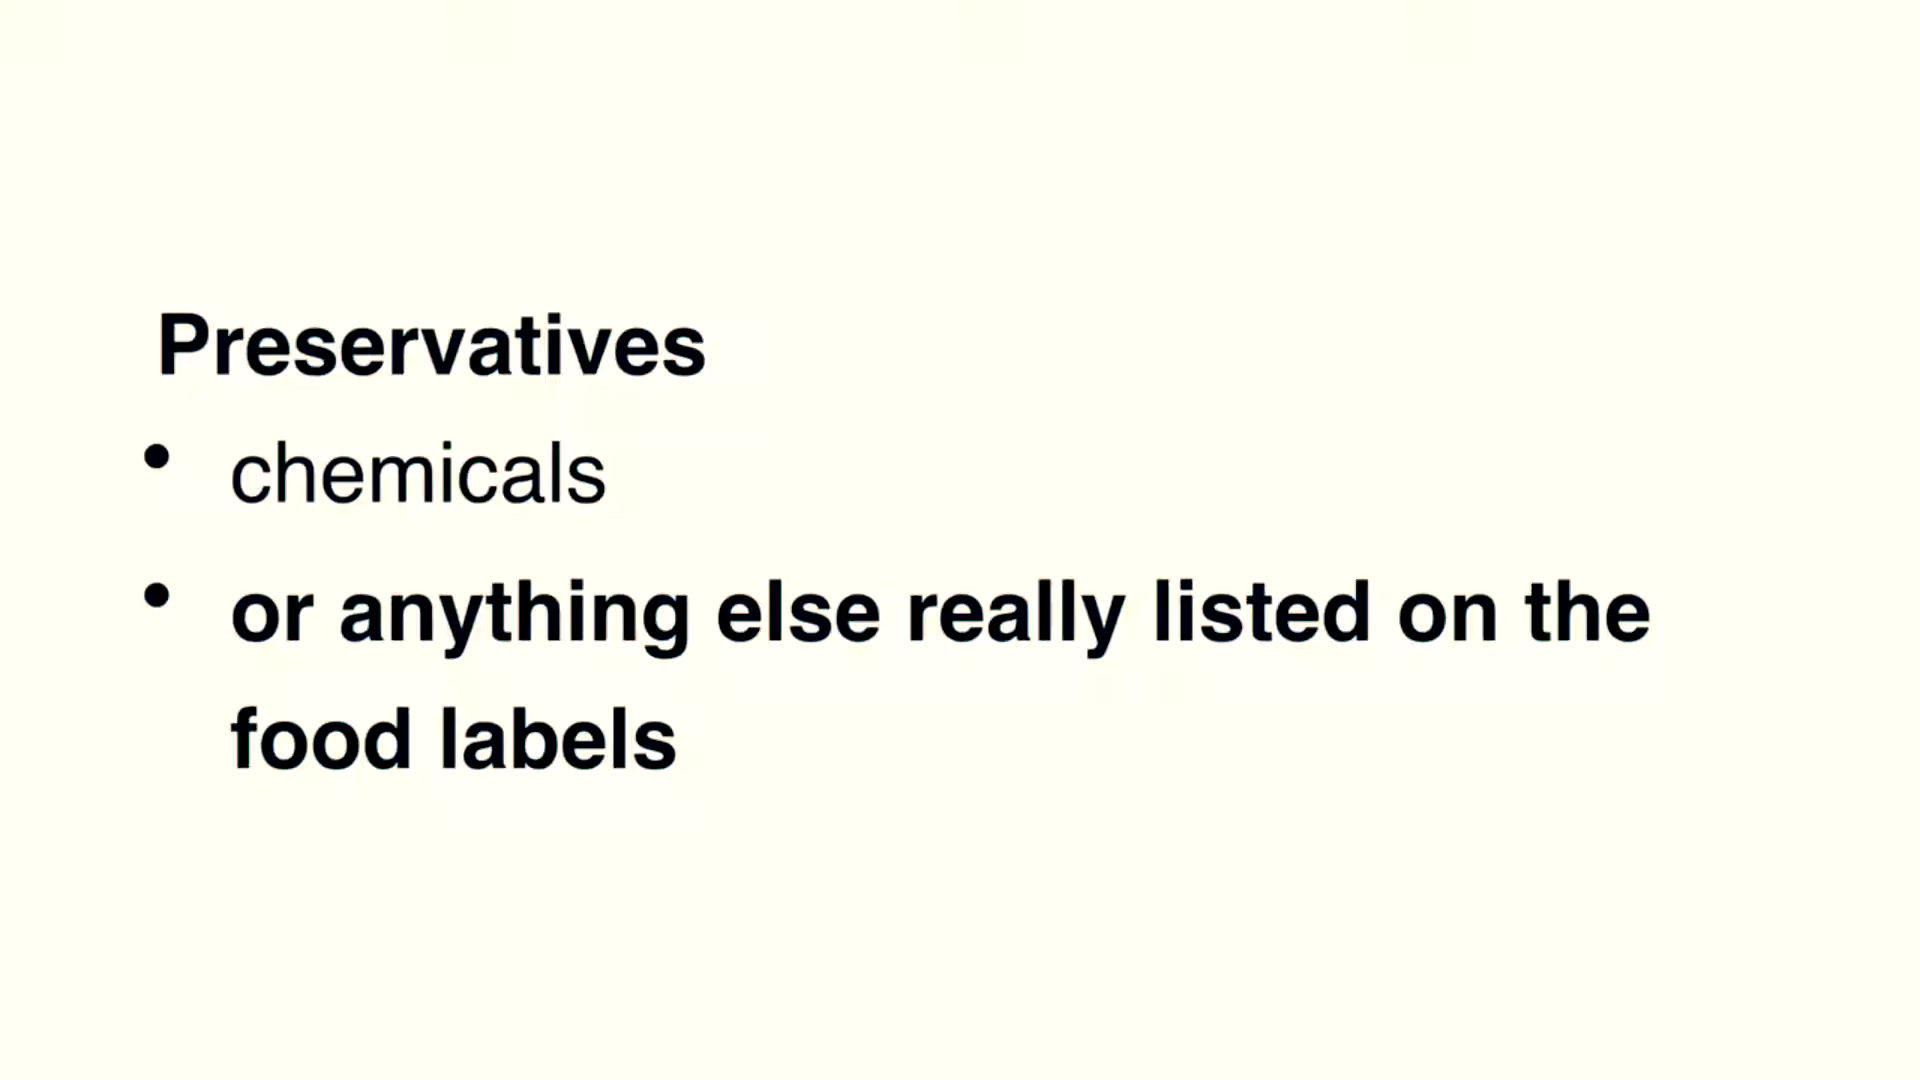 Preservatives
• chemicals
• or anything else really listed on the
food labels